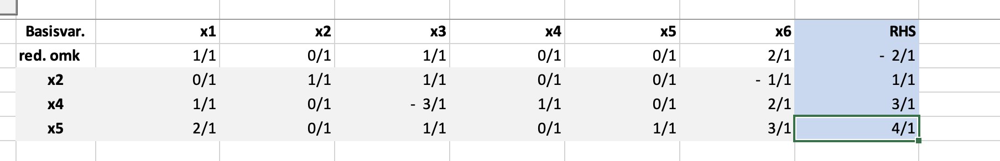 Basisvar. x1 x2 x3 x4 x5 x6 RHS
red. omk 1/1 0/1 1/1 0/1 0/1 2/1 - 2/1
x2 0/1 1/1 1/1 0/1 0/1 - 1/1 1/1
x4 1/1 0/1 - 3/1 1/1 0/1 2/1 3/1
x5 2/1 0/1 1/1 0/1 1/1 3/1 4/1